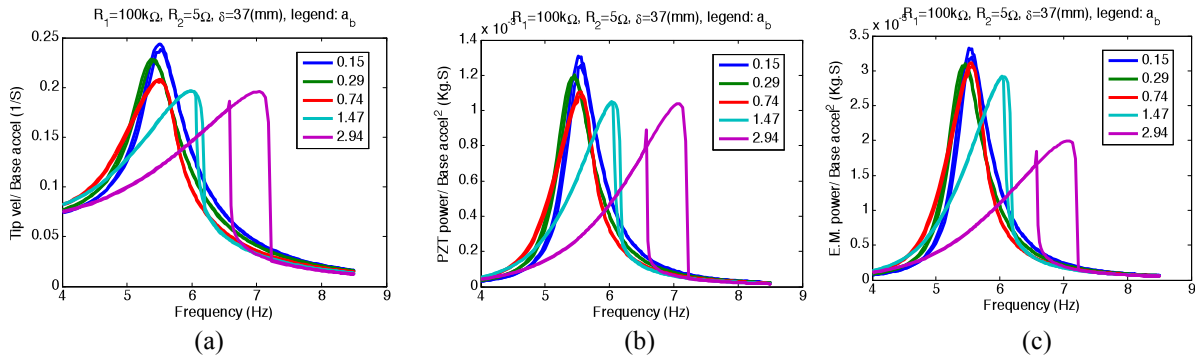 R₁=100kΩ, R₂=5Ω, δ=37(mm), legend: a_b
Tip vel/ Base accel (1/S)
0.25
0.2
0.15
0.1
0.05
0
4 5 6 7 8 9
Frequency (Hz)
0.15
0.29
0.74
1.47
2.94
(a)
x 10⁻³
R₁=100kΩ, R₂=5Ω, δ=37(mm), legend: a_b
PZT power/ Base accel² (Kg.S)
1.4
1.2
1
0.8
0.6
0.4
0.2
0
4 5 6 7 8 9
Frequency (Hz)
0.15
0.29
0.74
1.47
2.94
(b)
x 10⁻³
R₁=100kΩ, R₂=5Ω, δ=37(mm), legend: a_b
E.M. power/ Base accel² (Kg.S)
3.5
3
2.5
2
1.5
1
0.5
0
4 5 6 7 8 9
Frequency (Hz)
0.15
0.29
0.74
1.47
2.94
(c)